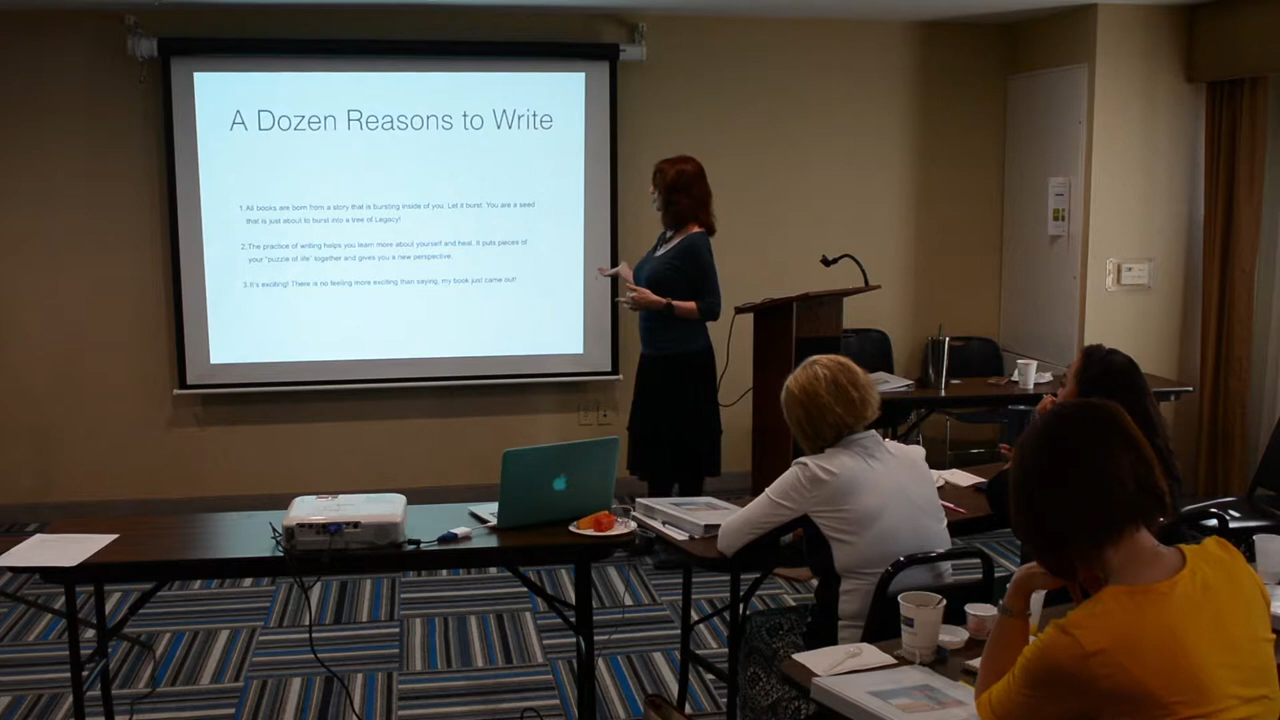 A Dozen Reasons to Write
1. All books are born from a story that is bursting inside of you. Let it burst. You are a seed
that is just about to burst into a tree of Legacy!
2. The practice of writing helps you learn more about yourself and heal. It puts pieces of
your "puzzle of life" together and gives you a new perspective.
3. It's exciting! There is no feeling more exciting than saying, my book just came out!